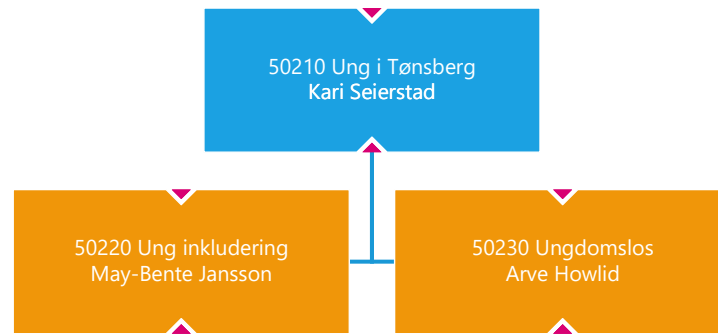 50210 Ung i Tønsberg
Kari Seierstad
50220 Ung inkludering
May-Bente Jansson
50230 Ungdomslos
Arve Howlid